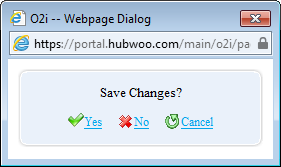 O2i -- Webpage Dialog
https://portal.hubwoo.com/main/o2i/pa
Save Changes?
Yes No Cancel